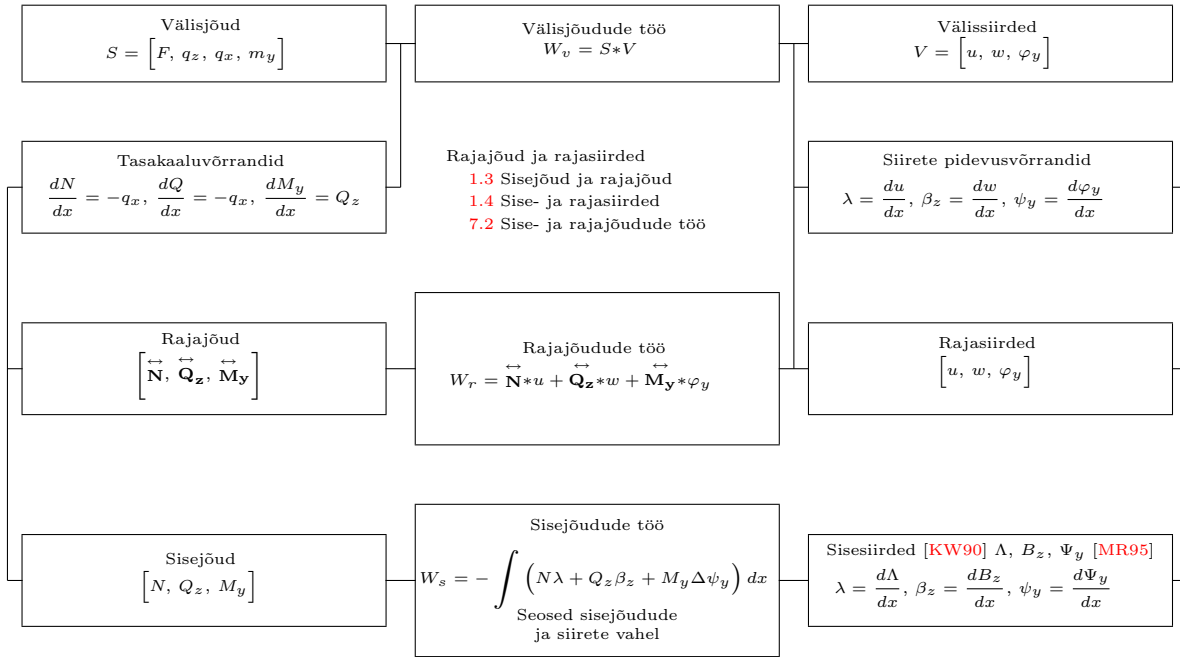 Välisjõud
S = [F, q_z, q_x, m_y]
Välisjõudude töö
W_v = S*V
Välissiirded
V = [u, w, φ_y]
Tasakaaluvõrrandid
dN/dx = −q_x, dQ/dx = −q_x, dM_y/dx = Q_z
Rajajõud ja rajasiirded
1.3 Sisejõud ja rajajõud
1.4 Sise- ja rajasiirded
7.2 Sise- ja rajajõudude töö
Siirete pidevusvõrrandid
λ = du/dx, β_z = dw/dx, ψ_y = dφ_y/dx
Rajajõud
[N↔, Q_z↔, M_y↔]
Rajajõudude töö
W_r = N↔*u + Q_z↔*w + M_y↔*φ_y
Rajasiirded
[u, w, φ_y]
Sisejõud
[N, Q_z, M_y]
Sisejõudude töö
W_s = − ∫ (Nλ + Q_zβ_z + M_yΔψ_y) dx
Seosed sisejõudude
ja siirete vahel
Sisesiirded [KW90] Λ, B_z, Ψ_y [MR95]
λ = dΛ/dx, β_z = dB_z/dx, ψ_y = dΨ_y/dx